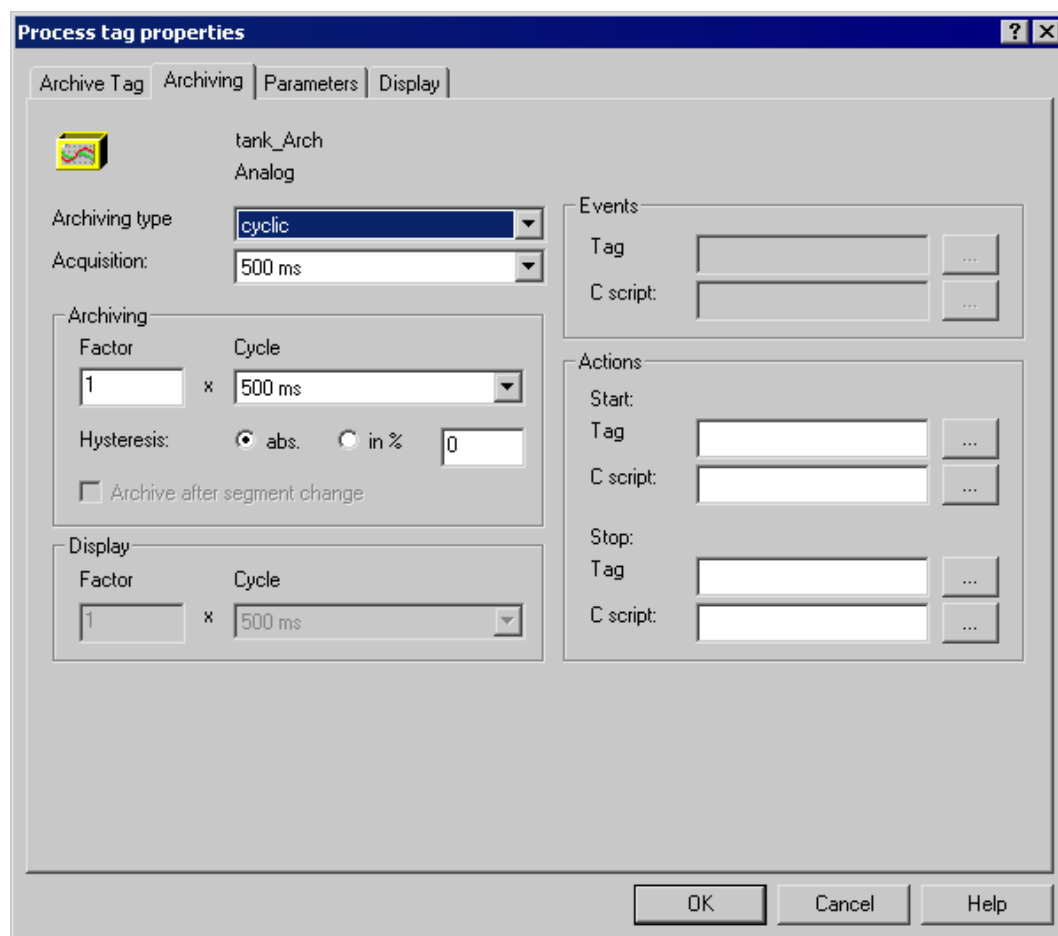 Process tag properties
Archive Tag Archiving Parameters Display
tank_Arch
Analog
Archiving type cyclic
Acquisition: 500 ms
Archiving
Factor Cycle
1 x 500 ms
Hysteresis: abs. in % 0
Archive after segment change
Display
Factor Cycle
1 x 500 ms
Events
Tag ...
C script: ...
Actions
Start:
Tag ...
C script: ...
Stop:
Tag ...
C script: ...
OK Cancel Help